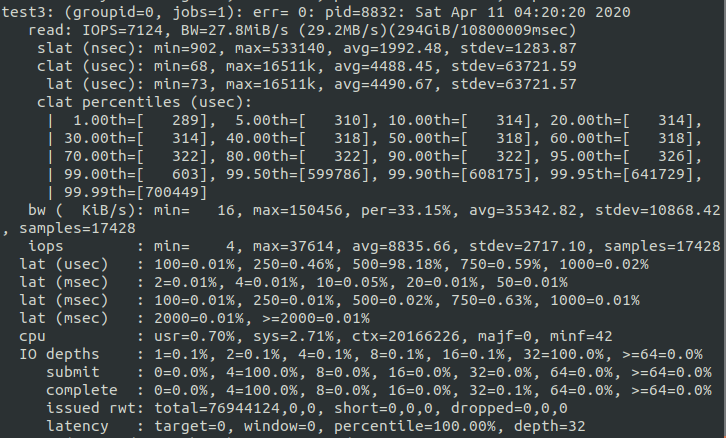 test3: (groupid=0, jobs=1): err= 0: pid=8832: Sat Apr 11 04:20:20 2020
read: IOPS=7124, BW=27.8MiB/s (29.2MB/s)(294GiB/10800009msec)
slat (nsec): min=902, max=533140, avg=1992.48, stdev=1283.87
clat (usec): min=68, max=16511k, avg=4488.45, stdev=63721.59
lat (usec): min=73, max=16511k, avg=4490.67, stdev=63721.57
clat percentiles (usec):
| 1.00th=[ 289], 5.00th=[ 310], 10.00th=[ 314], 20.00th=[ 314],
| 30.00th=[ 314], 40.00th=[ 318], 50.00th=[ 318], 60.00th=[ 318],
| 70.00th=[ 322], 80.00th=[ 322], 90.00th=[ 322], 95.00th=[ 326],
| 99.00th=[ 603], 99.50th=[599786], 99.90th=[608175], 99.95th=[641729],
| 99.99th=[700449]
bw ( KiB/s): min= 16, max=150456, per=33.15%, avg=35342.82, stdev=10868.42
, samples=17428
iops : min= 4, max=37614, avg=8835.66, stdev=2717.10, samples=17428
lat (usec) : 100=0.01%, 250=0.46%, 500=98.18%, 750=0.59%, 1000=0.02%
lat (msec) : 2=0.01%, 4=0.01%, 10=0.05%, 20=0.01%, 50=0.01%
lat (msec) : 100=0.01%, 250=0.01%, 500=0.02%, 750=0.63%, 1000=0.01%
lat (msec) : 2000=0.01%, >=2000=0.01%
cpu : usr=0.70%, sys=2.71%, ctx=20166226, majf=0, minf=42
IO depths : 1=0.1%, 2=0.1%, 4=0.1%, 8=0.1%, 16=0.1%, 32=100.0%, >=64=0.0%
submit : 0=0.0%, 4=100.0%, 8=0.0%, 16=0.0%, 32=0.0%, 64=0.0%, >=64=0.0%
complete : 0=0.0%, 4=100.0%, 8=0.0%, 16=0.0%, 32=0.1%, 64=0.0%, >=64=0.0%
issued rwt: total=76944124,0,0, short=0,0,0, dropped=0,0,0
latency : target=0, window=0, percentile=100.00%, depth=32